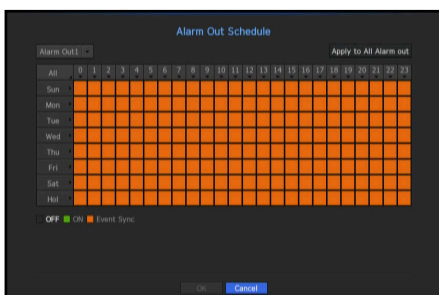 Alarm Out Schedule
Alarm Out1 Apply to All Alarm out
All 0 1 2 3 4 5 6 7 8 9 10 11 12 13 14 15 16 17 18 19 20 21 22 23
Sun
Mon
Tue
Wed
Thu
Fri
Sat
Hol
OFF ON Event Sync
OK Cancel